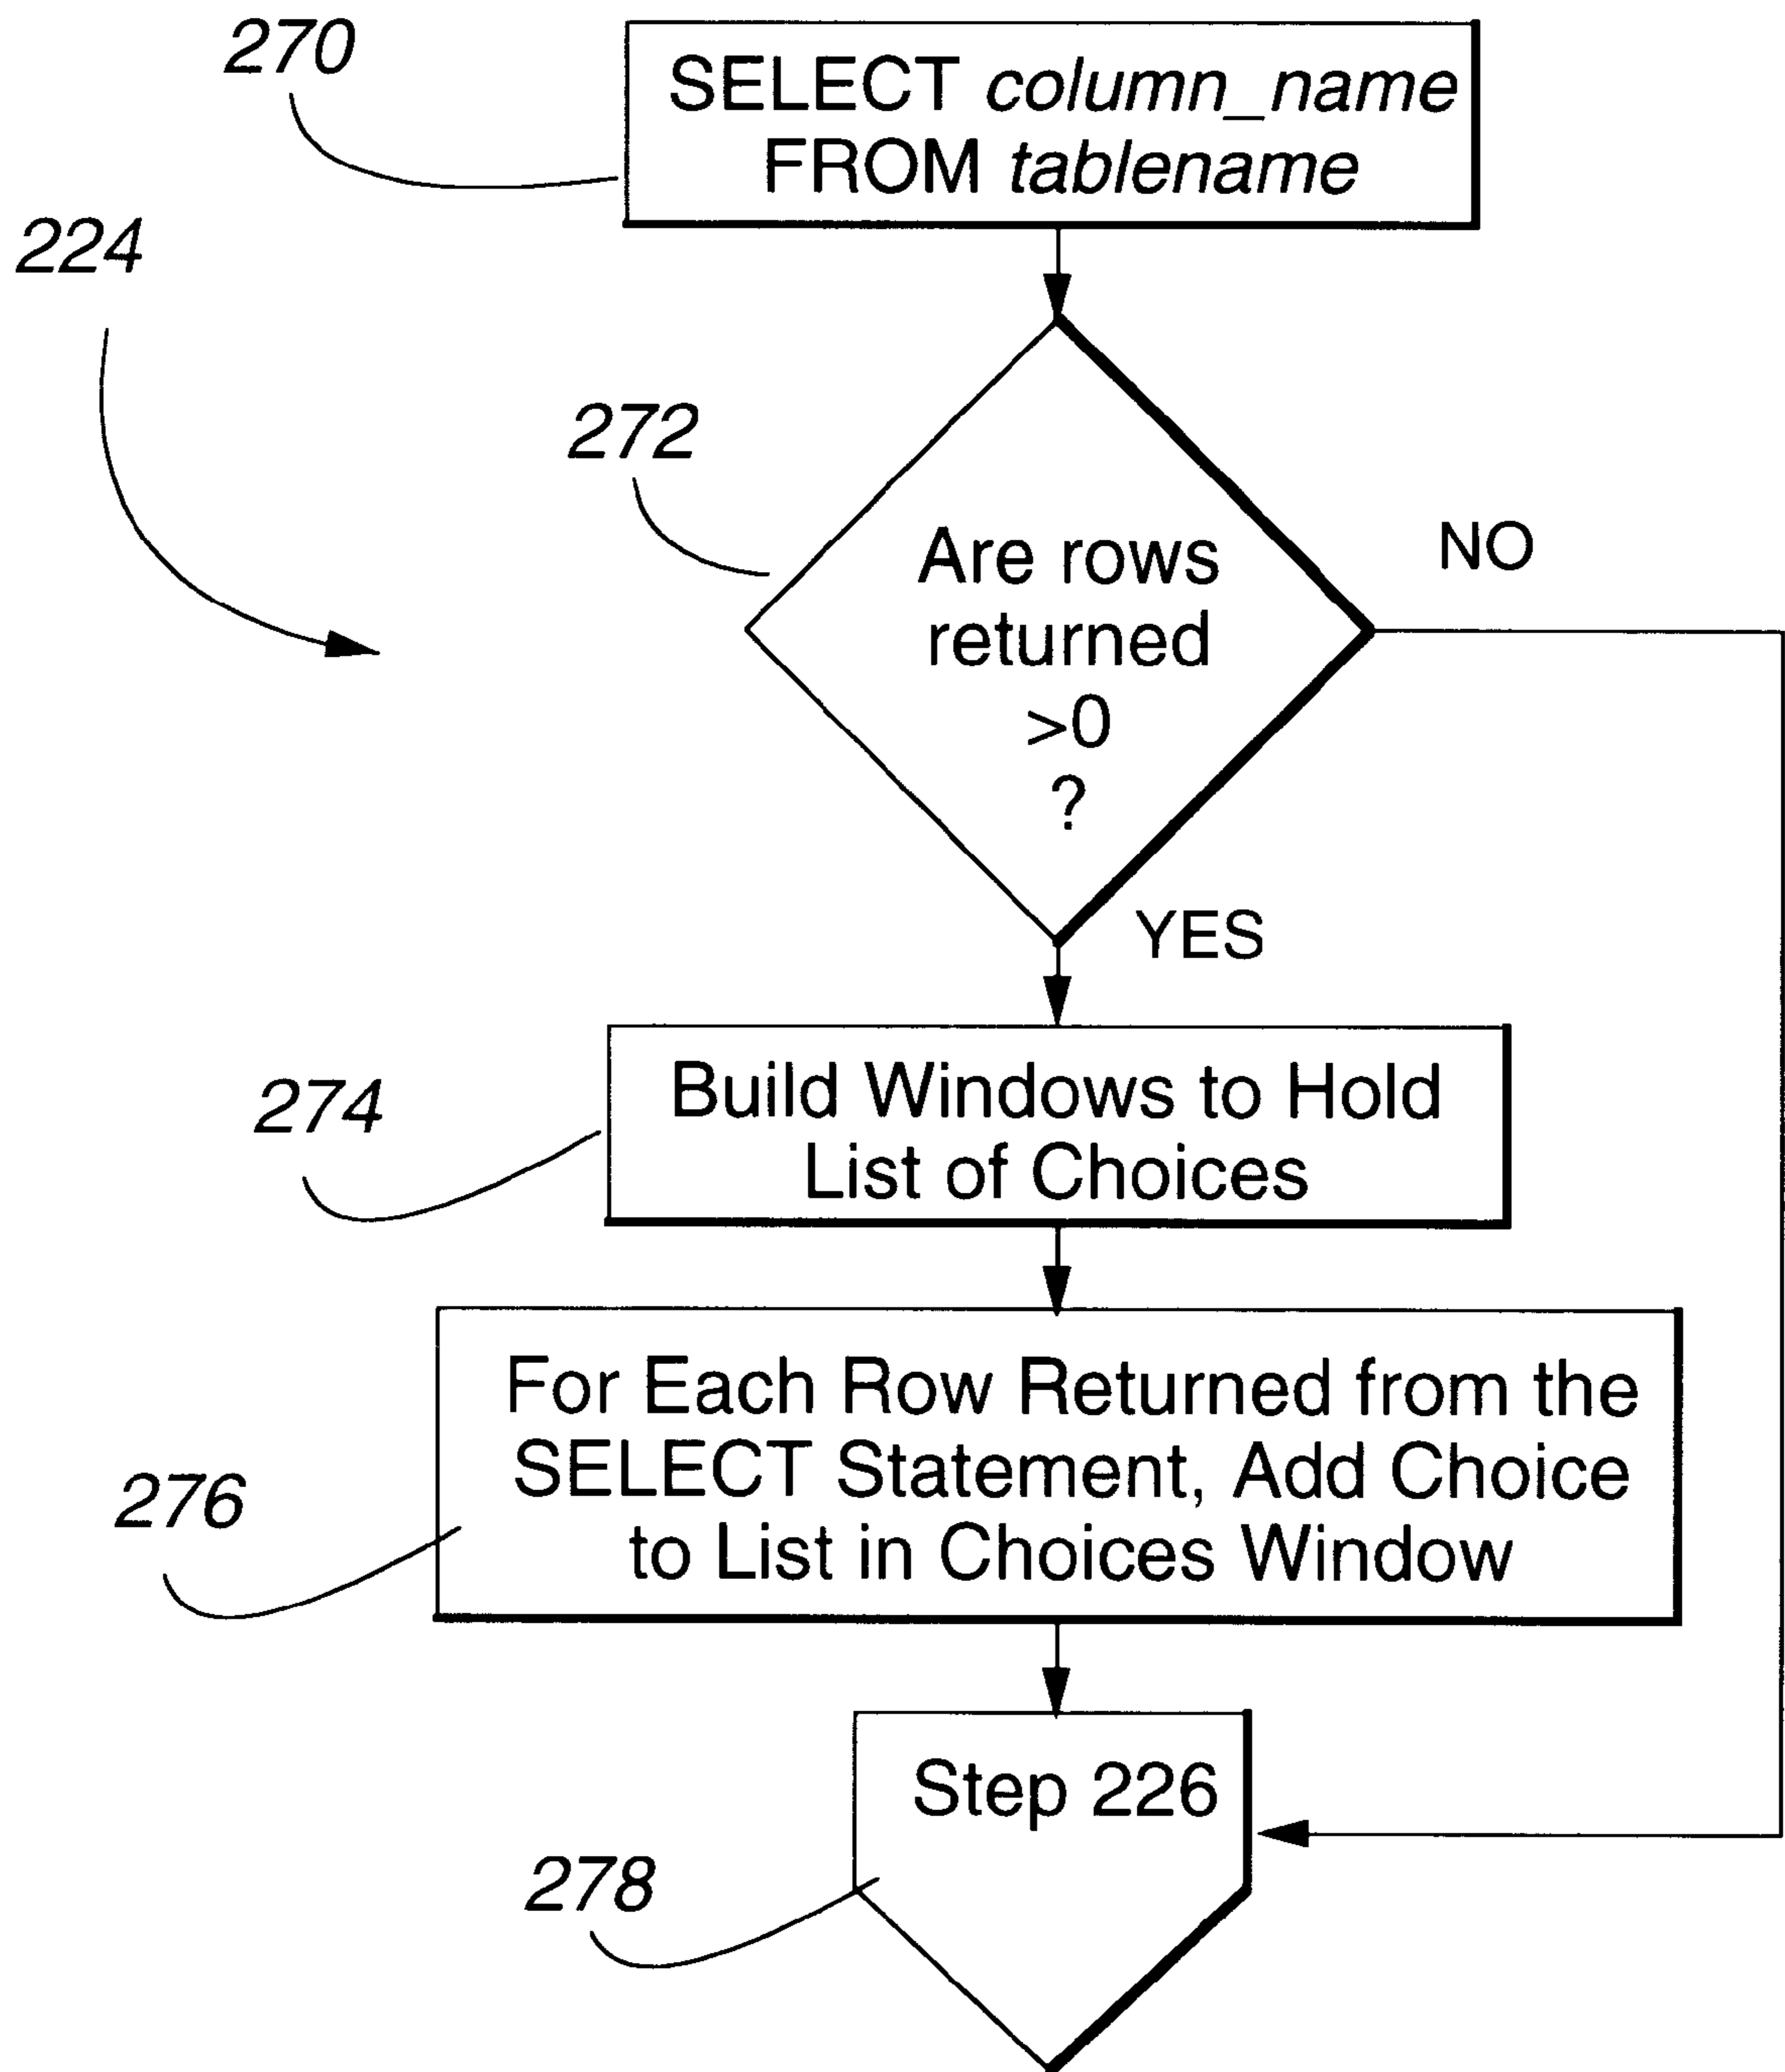 270
SELECT column_name
FROM tablename
224
272
Are rows
returned
>0
?
NO
YES
274
Build Windows to Hold
List of Choices
276
For Each Row Returned from the
SELECT Statement, Add Choice
to List in Choices Window
Step 226
278